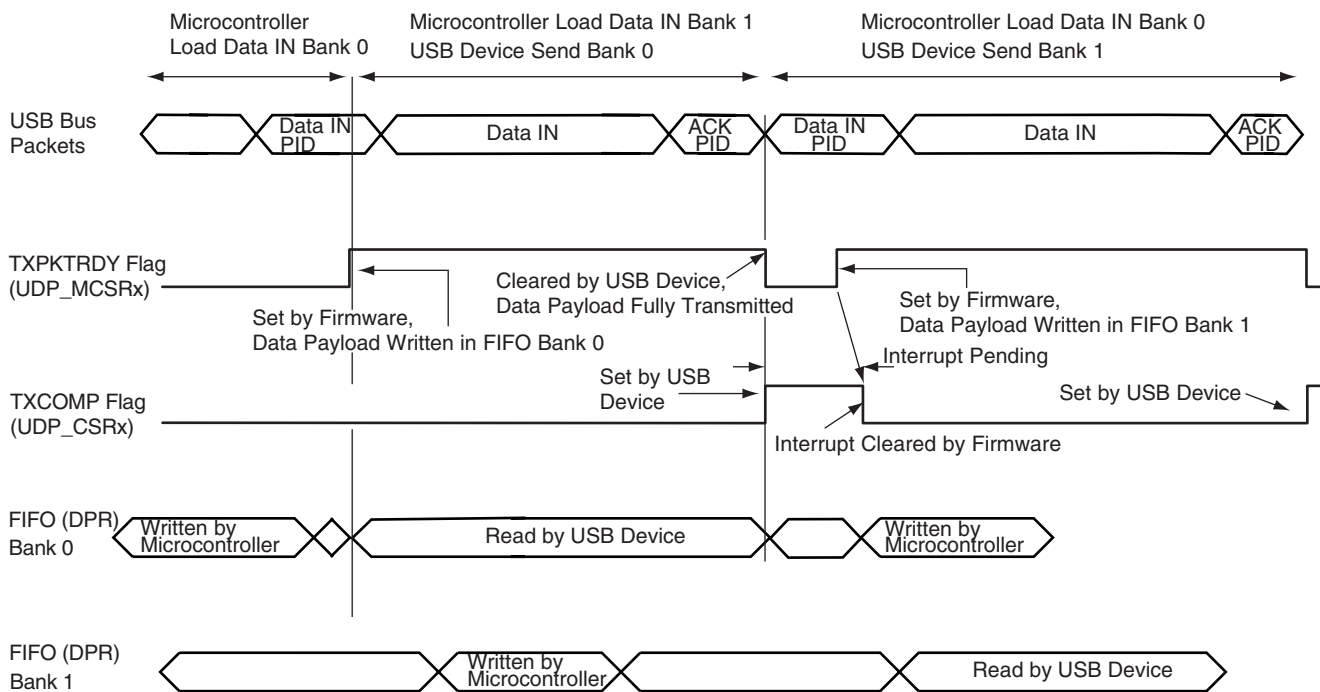 Microcontroller
Load Data IN Bank 0
Microcontroller Load Data IN Bank 1
USB Device Send Bank 0
Microcontroller Load Data IN Bank 0
USB Device Send Bank 1
USB Bus
Packets
Data IN
PID
Data IN
ACK
PID
Data IN
PID
Data IN
ACK
PID
TXPKTRDY Flag
(UDP_MCSRx)
Set by Firmware,
Data Payload Written in FIFO Bank 0
Cleared by USB Device,
Data Payload Fully Transmitted
Set by Firmware,
Data Payload Written in FIFO Bank 1
Interrupt Pending
Set by USB
Device
TXCOMP Flag
(UDP_CSRx)
Set by USB Device
Interrupt Cleared by Firmware
FIFO (DPR)
Bank 0
Written by
Microcontroller
Read by USB Device
Written by
Microcontroller
FIFO (DPR)
Bank 1
Written by
Microcontroller
Read by USB Device